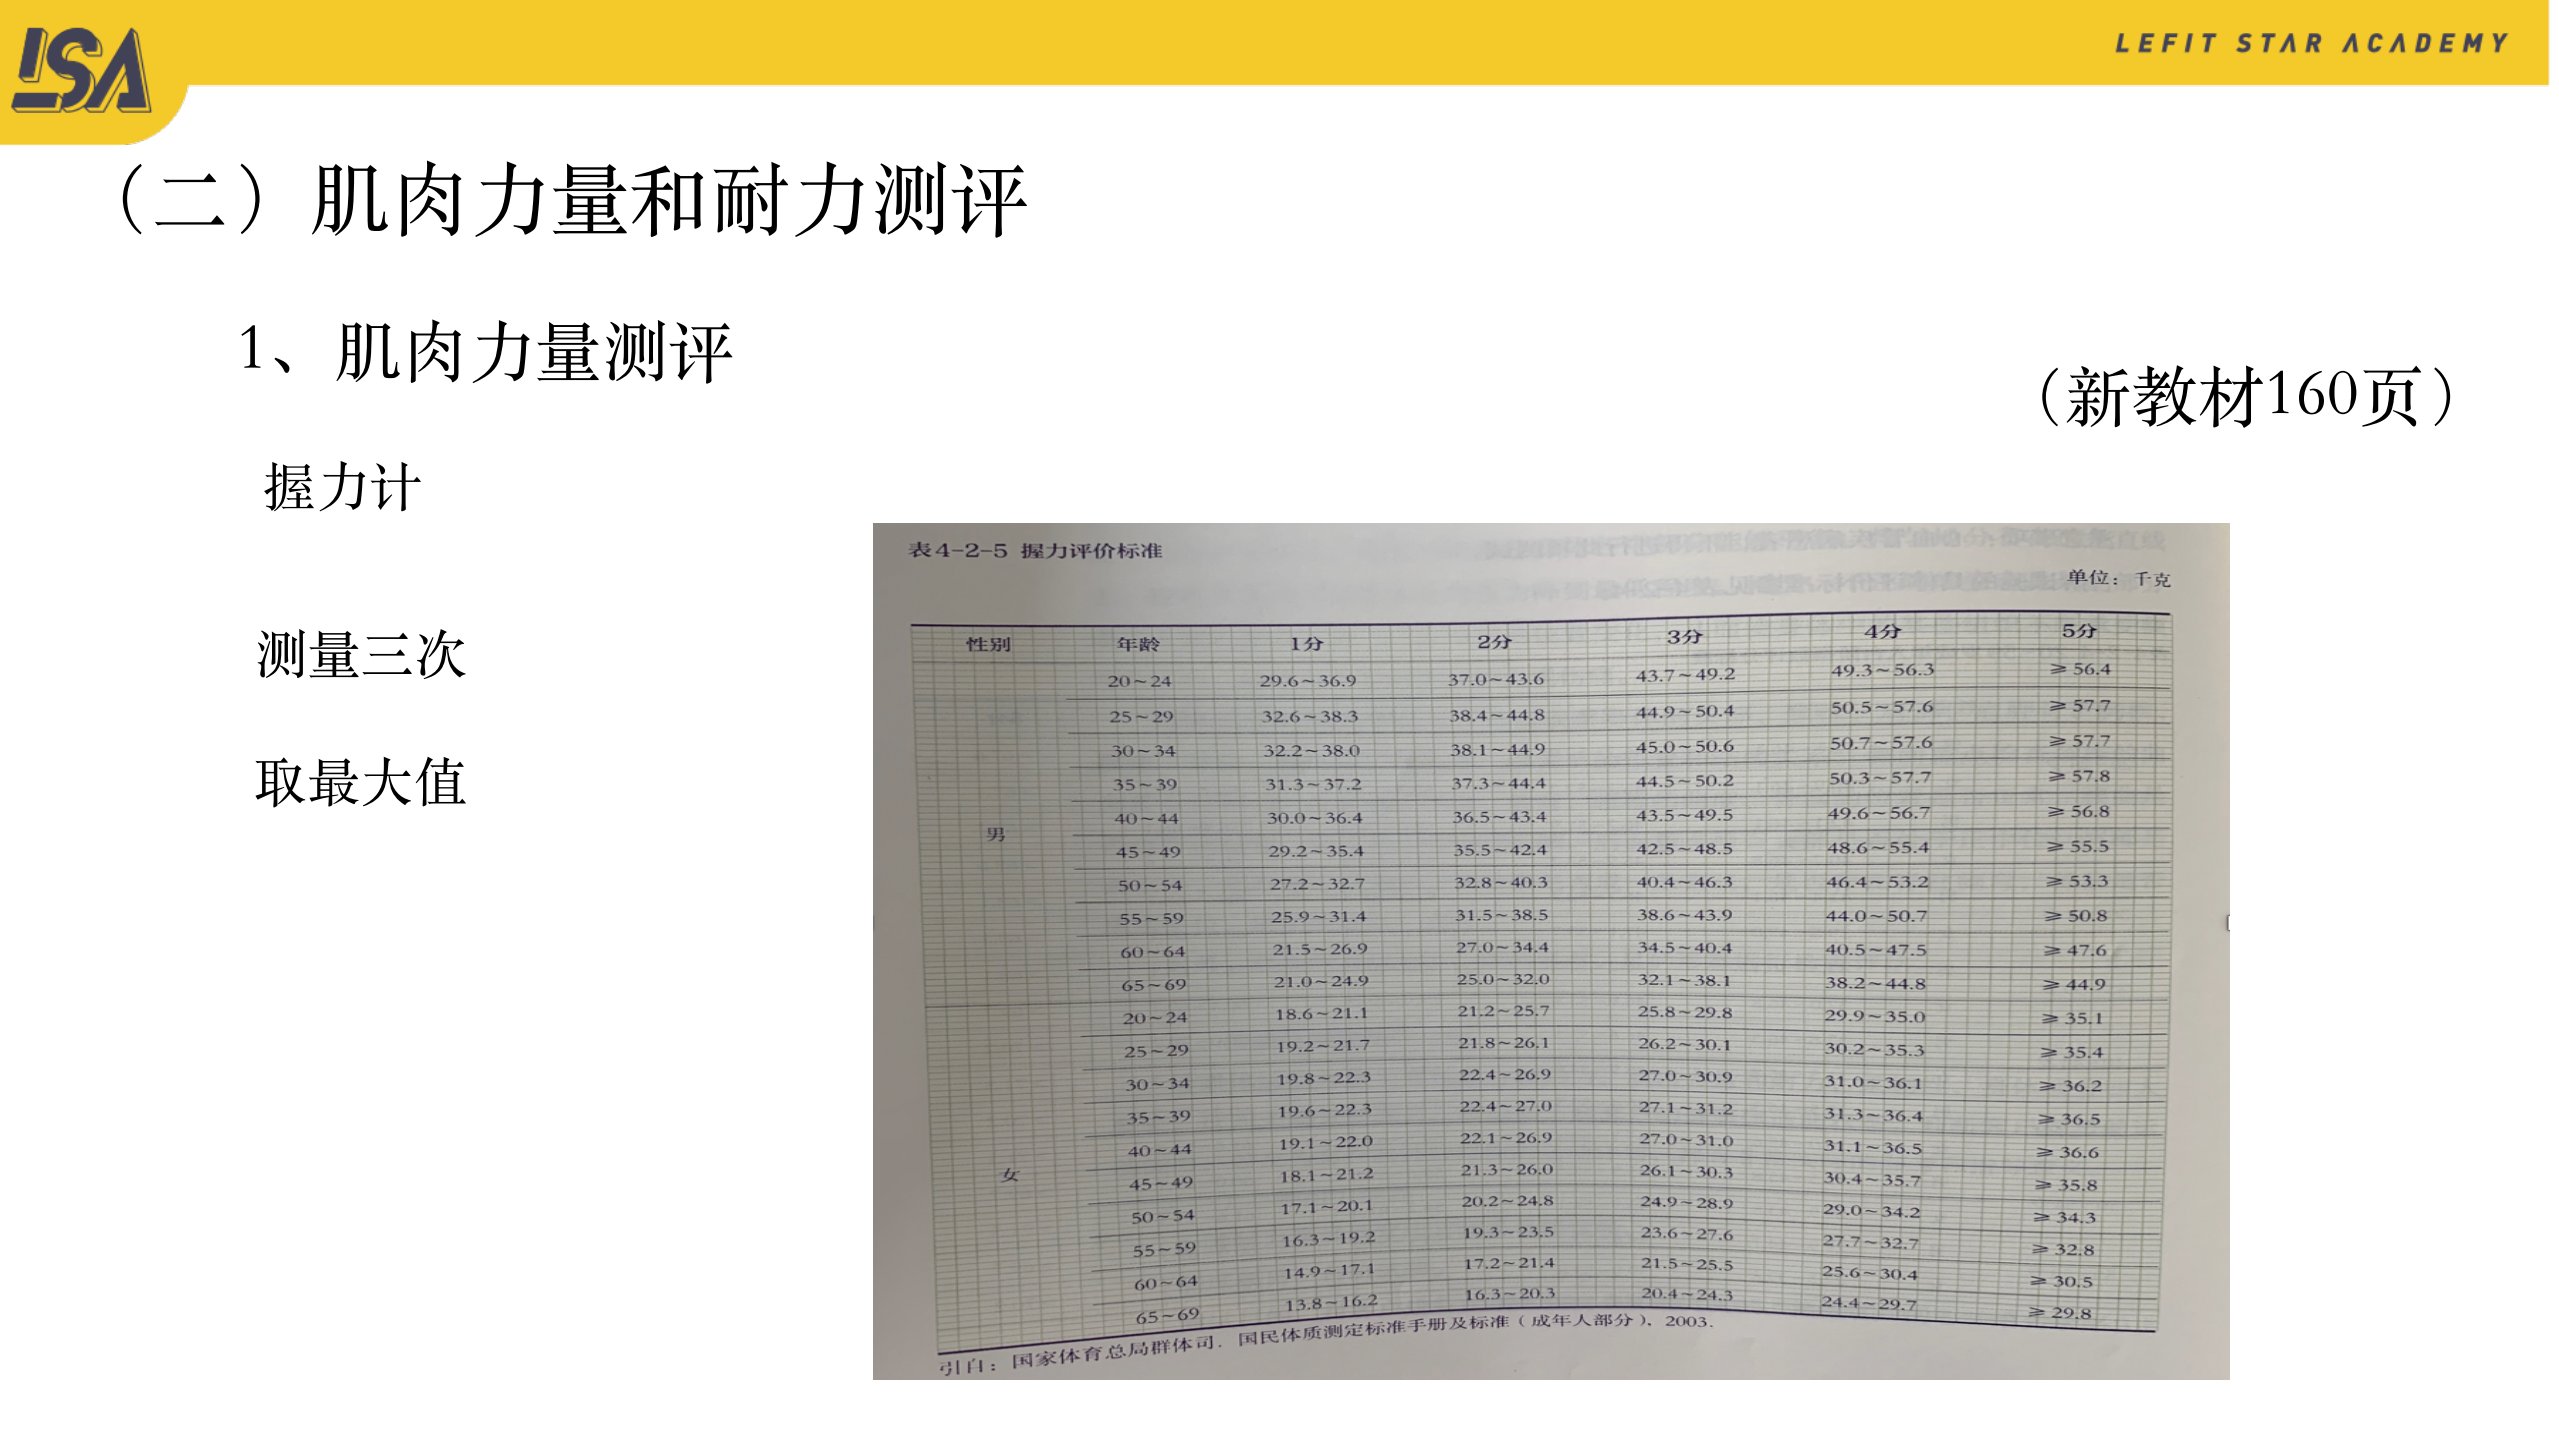 LSA
LEFIT STAR ACADEMY
（二）肌肉力量和耐力测评
1、肌肉力量测评
（新教材160页）
握力计
测量三次
取最大值
表4-2-5 握力评价标准
单位：千克
性别 年龄 1分 2分 3分 4分 5分
20~24 29.6~36.9 37.0~43.6 43.7~49.2 49.3~56.3 ≥56.4
25~29 32.6~38.3 38.4~44.8 44.9~50.4 50.5~57.6 ≥57.7
30~34 32.2~38.0 38.1~44.9 45.0~50.6 50.7~57.6 ≥57.7
35~39 31.3~37.2 37.3~44.4 44.5~50.2 50.3~57.7 ≥57.8
男 40~44 30.0~36.4 36.5~43.4 43.5~49.5 49.6~56.7 ≥56.8
45~49 29.2~35.4 35.5~42.4 42.5~48.5 48.6~55.4 ≥55.5
50~54 27.2~32.7 32.8~40.3 40.4~46.3 46.4~53.2 ≥53.3
55~59 25.9~31.4 31.5~38.5 38.6~43.9 44.0~50.7 ≥50.8
60~64 21.5~26.9 27.0~34.4 34.5~40.4 40.5~47.5 ≥47.6
65~69 21.0~24.9 25.0~32.0 32.1~38.1 38.2~44.8 ≥44.9
20~24 18.6~21.1 21.2~25.7 25.8~29.8 29.9~35.0 ≥35.1
25~29 19.2~21.7 21.8~26.1 26.2~30.1 30.2~35.3 ≥35.4
30~34 19.8~22.3 22.4~26.9 27.0~30.9 31.0~36.1 ≥36.2
35~39 19.6~22.3 22.4~27.0 27.1~31.2 31.3~36.4 ≥36.5
40~44 19.1~22.0 22.1~26.9 27.0~31.0 31.1~36.5 ≥36.6
女 45~49 18.1~21.2 21.3~26.0 26.1~30.3 30.4~35.7 ≥35.8
50~54 17.1~20.1 20.2~24.8 24.9~28.9 29.0~34.2 ≥34.3
55~59 16.3~19.2 19.3~23.5 23.6~27.6 27.7~32.7 ≥32.8
60~64 14.9~17.1 17.2~21.4 21.5~25.5 25.6~30.4 ≥30.5
65~69 13.8~16.2 16.3~20.3 20.4~24.3 24.4~29.7 ≥29.8
引自：国家体育总局群体司．国民体质测定标准手册及标准（成年人部分），2003．